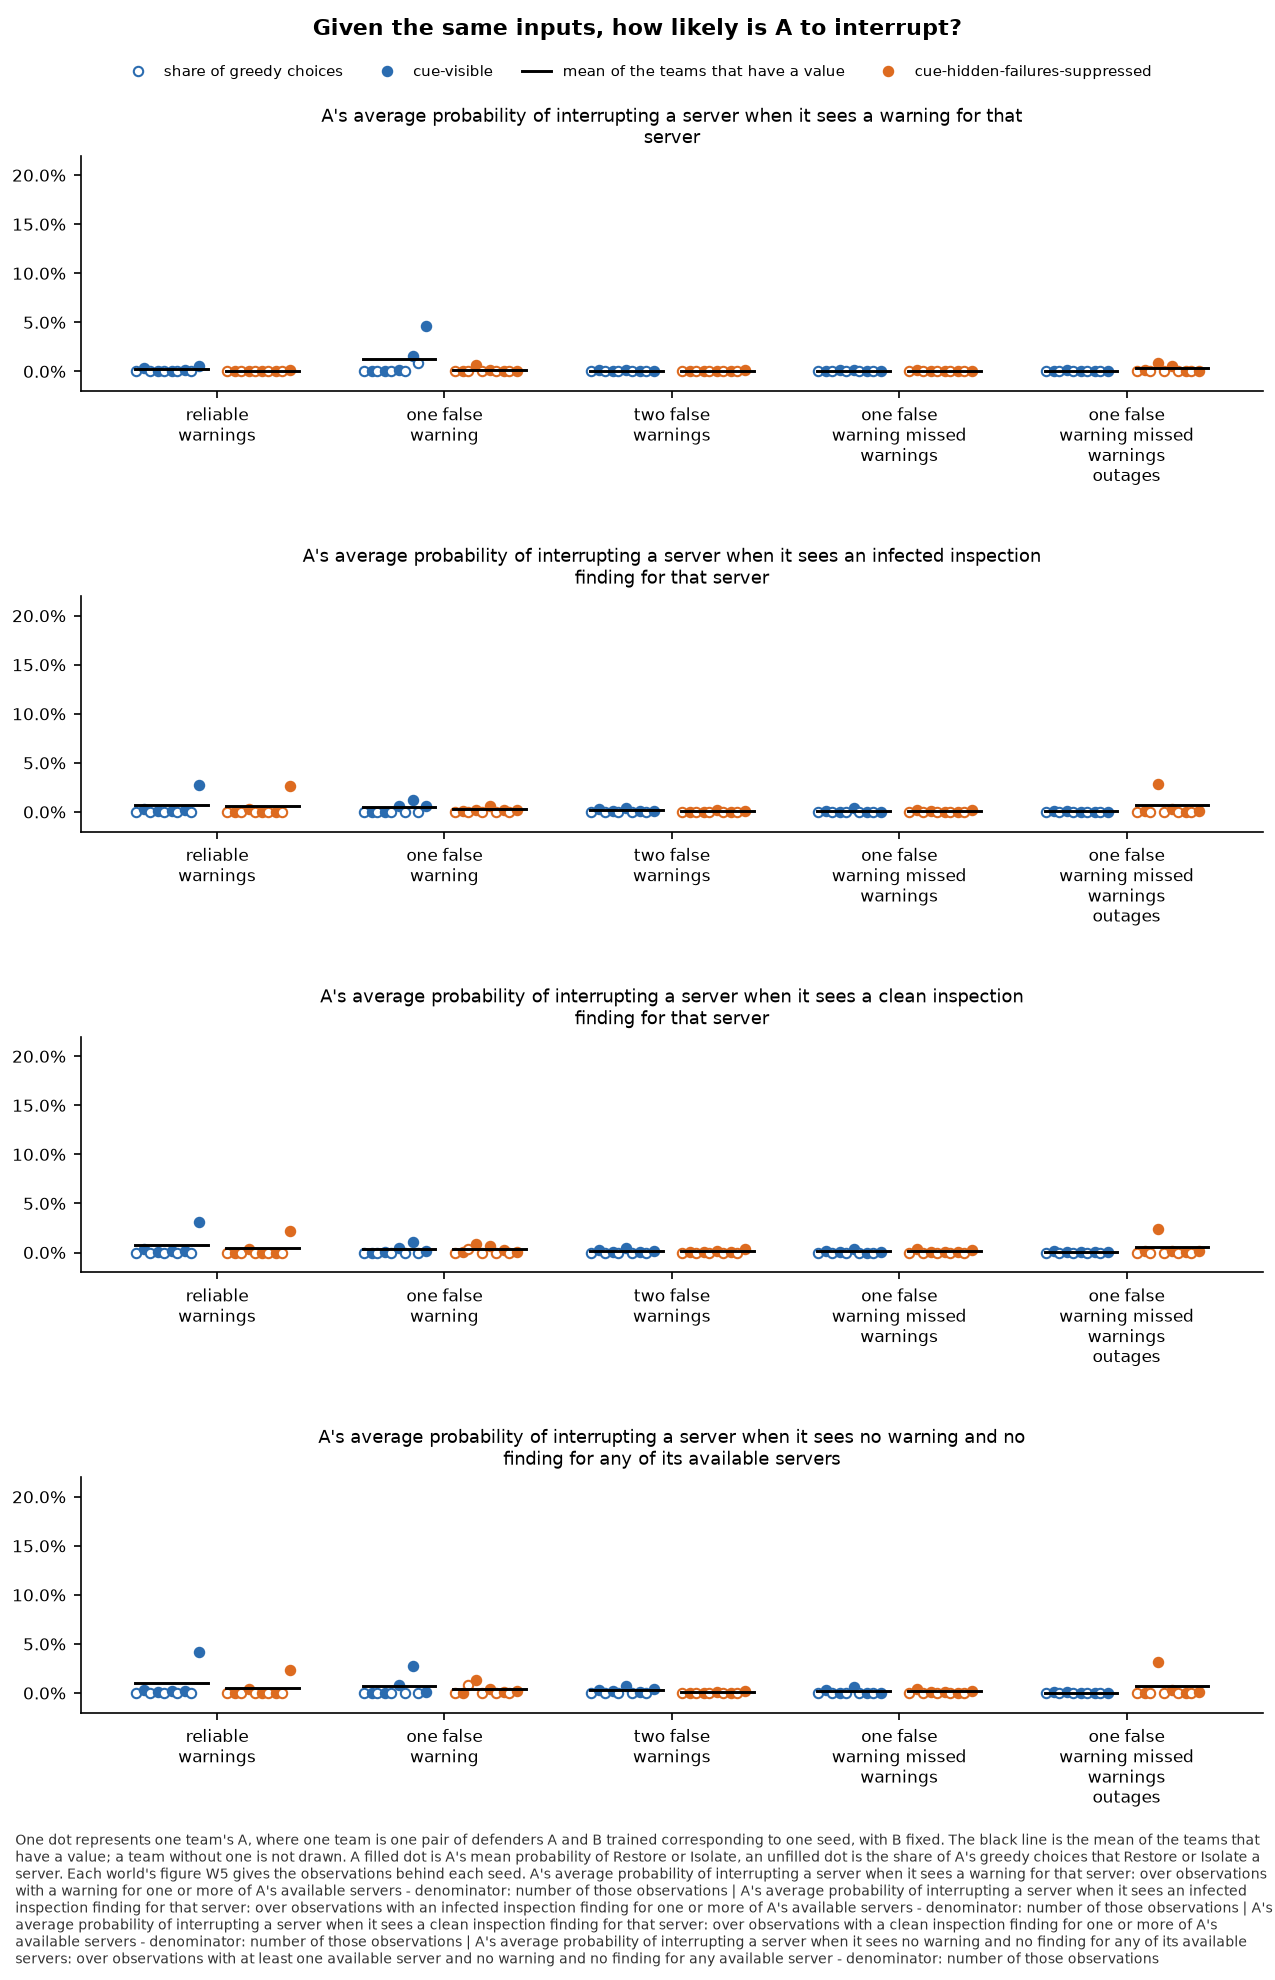 Given the same inputs, how likely is A to interrupt?
share of greedy choices
cue-visible
mean of the teams that have a value
cue-hidden-failures-suppressed
A's average probability of interrupting a server when it sees a warning for that
server
20.0%
15.0%
10.0%
5.0%
0.0%
reliable
warnings
one false
warning
two false
warnings
one false
warning missed
warnings
one false
warning missed
warnings
outages
A's average probability of interrupting a server when it sees an infected inspection
finding for that server
20.0%
15.0%
10.0%
5.0%
0.0%
reliable
warnings
one false
warning
two false
warnings
one false
warning missed
warnings
one false
warning missed
warnings
outages
A's average probability of interrupting a server when it sees a clean inspection
finding for that server
20.0%
15.0%
10.0%
5.0%
0.0%
reliable
warnings
one false
warning
two false
warnings
one false
warning missed
warnings
one false
warning missed
warnings
outages
A's average probability of interrupting a server when it sees no warning and no
finding for any of its available servers
20.0%
15.0%
10.0%
5.0%
0.0%
reliable
warnings
one false
warning
two false
warnings
one false
warning missed
warnings
one false
warning missed
warnings
outages
One dot represents one team's A, where one team is one pair of defenders A and B trained corresponding to one seed, with B fixed. The black line is the mean of the teams that
have a value; a team without one is not drawn. A filled dot is A's mean probability of Restore or Isolate, an unfilled dot is the share of A's greedy choices that Restore or Isolate a
server. Each world's figure W5 gives the observations behind each seed. A's average probability of interrupting a server when it sees a warning for that server: over observations
with a warning for one or more of A's available servers - denominator: number of those observations | A's average probability of interrupting a server when it sees an infected
inspection finding for that server: over observations with an infected inspection finding for one or more of A's available servers - denominator: number of those observations | A's
average probability of interrupting a server when it sees a clean inspection finding for that server: over observations with a clean inspection finding for one or more of A's
available servers - denominator: number of those observations | A's average probability of interrupting a server when it sees no warning and no finding for any of its available
servers: over observations with at least one available server and no warning and no finding for any available server - denominator: number of those observations